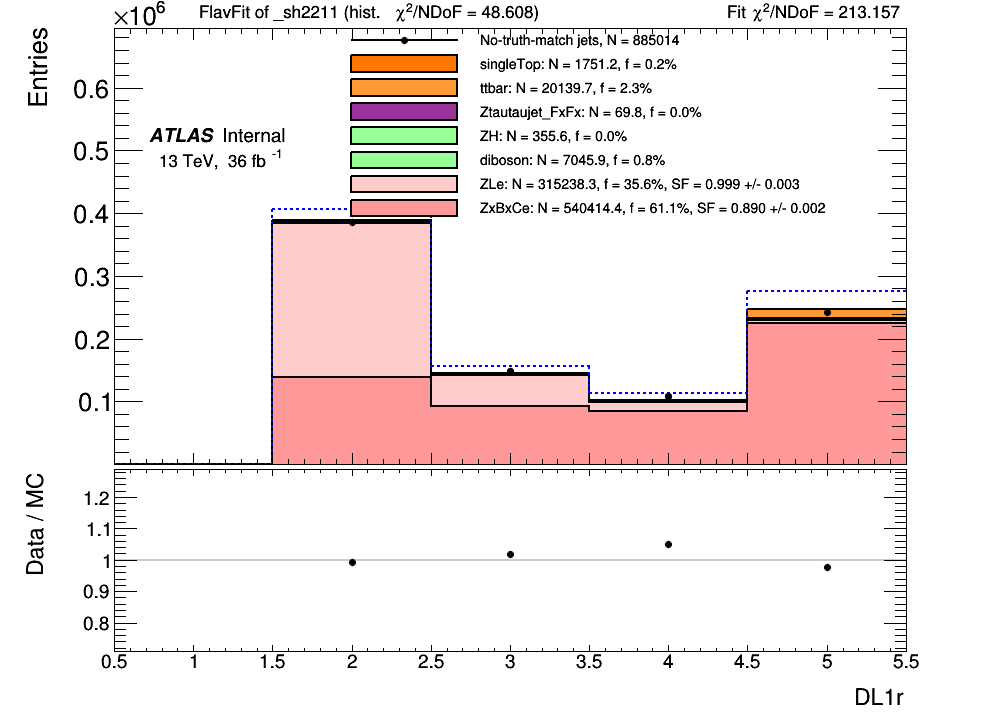 ×10⁶ FlavFit of _sh2211 (hist. χ²/NDoF = 48.608) Fit χ²/NDoF = 213.157
Entries
No-truth-match jets, N = 885014
singleTop: N = 1751.2, f = 0.2%
ttbar: N = 20139.7, f = 2.3%
Ztautaujet_FxFx: N = 69.8, f = 0.0%
ZH: N = 355.6, f = 0.0%
diboson: N = 7045.9, f = 0.8%
ZLe: N = 315238.3, f = 35.6%, SF = 0.999 +/- 0.003
ZxBxCe: N = 540414.4, f = 61.1%, SF = 0.890 +/- 0.002
ATLAS Internal
13 TeV, 36 fb⁻¹
0.6
0.5
0.4
0.3
0.2
0.1
Data / MC
1.2
1.1
1
0.9
0.8
0.5 1 1.5 2 2.5 3 3.5 4 4.5 5 5.5
DL1r